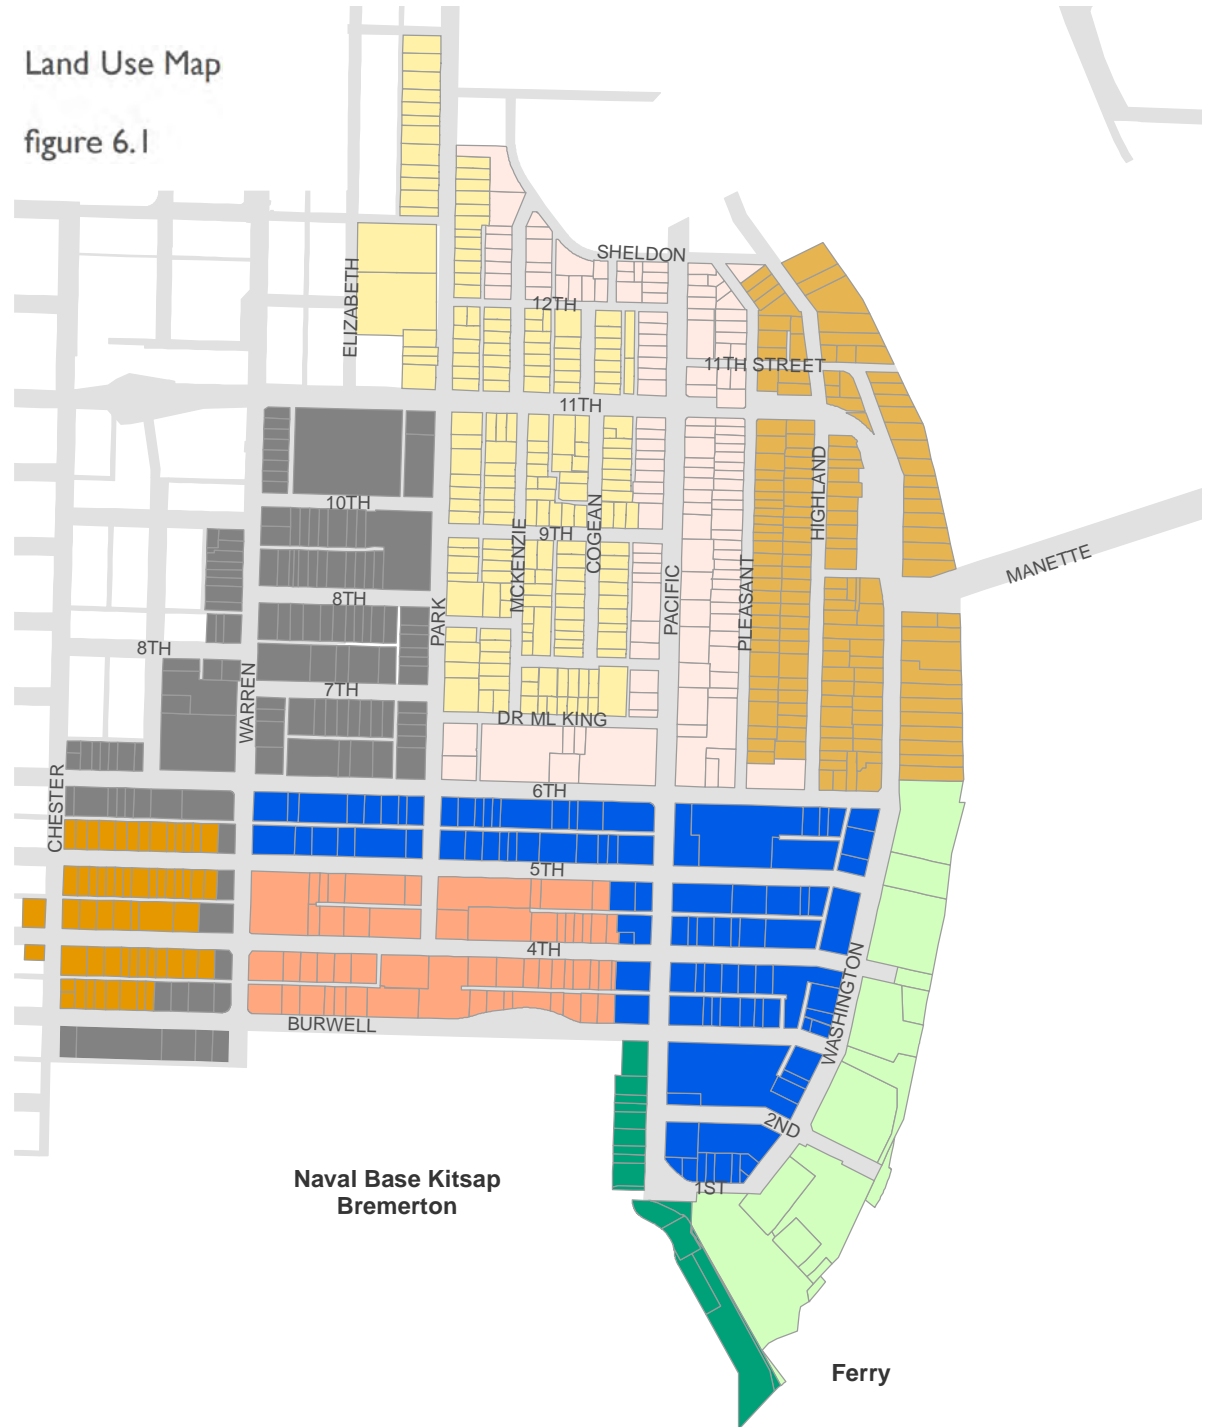 Land Use Map
figure 6.1
SHELDON
ELIZABETH
12TH
11TH STREET
11TH
HIGHLAND
10TH
COGEAN
MCKENZIE
9TH
MANETTE
PLEASANT
PACIFIC
8TH
PARK
8TH
WARREN
7TH
DR ML KING
CHESTER
6TH
5TH
4TH
WASHINGTON
BURWELL
2ND
1ST
Naval Base Kitsap
Bremerton
Ferry